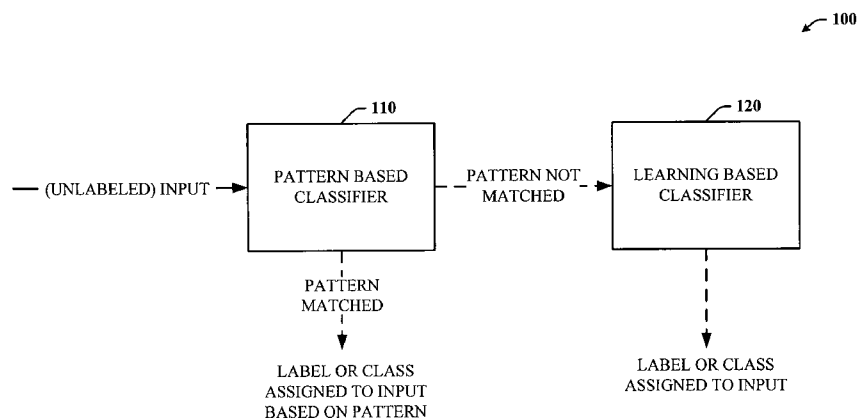 100
110
120
(UNLABELED) INPUT
PATTERN BASED
CLASSIFIER
PATTERN NOT
MATCHED
LEARNING BASED
CLASSIFIER
PATTERN
MATCHED
LABEL OR CLASS
ASSIGNED TO INPUT
BASED ON PATTERN
LABEL OR CLASS
ASSIGNED TO INPUT